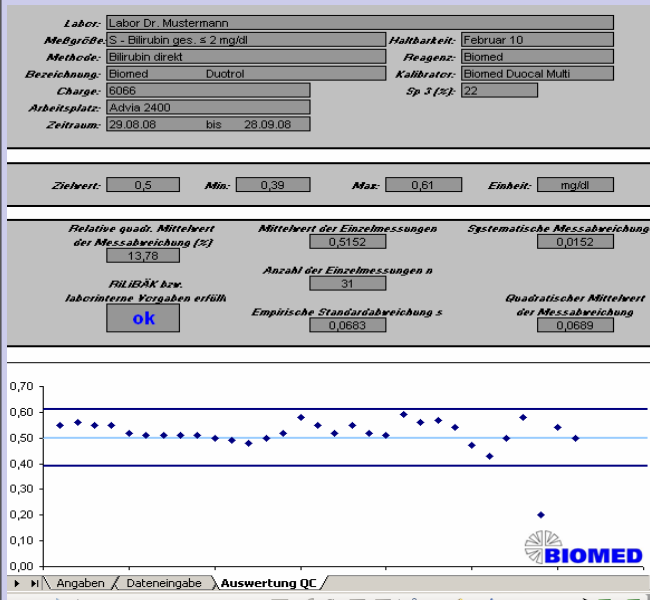 Labor: Labor Dr. Mustermann
Meßgröße: S - Bilirubin ges. ≤ 2 mg/dl Haltbarkeit: Februar 10
Methode: Bilirubin direkt Reagenz: Biomed
Bezeichnung: Biomed Duotrol Kalibrator: Biomed Duocal Multi
Charge: 6066 Sp 3 (%): 22
Arbeitsplatz: Advia 2400
Zeitraum: 29.08.08 bis 28.09.08
Zielwert: 0,5 Min: 0,39 Max: 0,61 Einheit: mg/dl
Relative quadr. Mittelwert Mittelwert der Einzelmessungen Systematische Messabweichung
der Messabweichung (%) 0,5152 0,0152
13,78
Anzahl der Einzelmessungen n
RiLiBÄK bzw. 31
laborinterne Vorgaben erfüllt Quadratischer Mittelwert
ok Empirische Standardabweichung s der Messabweichung
0,0683 0,0689
0,70
0,60
0,50
0,40
0,30
0,20
0,10
0,00
BIOMED
Angaben Dateneingabe Auswertung QC